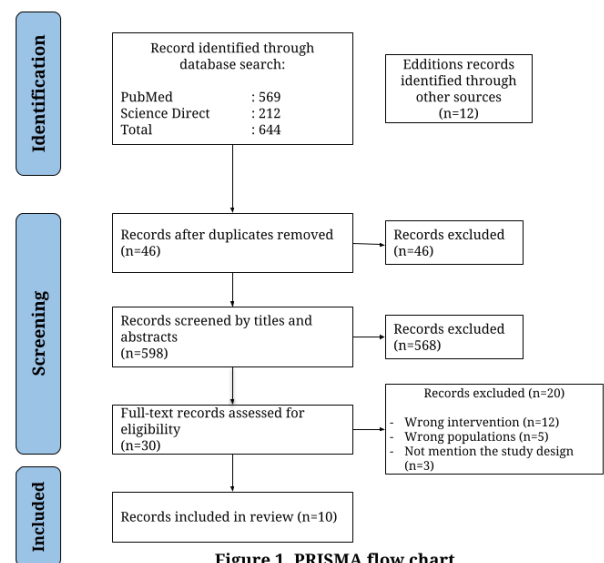 Identification
Record identified through
database search:
PubMed : 569
Science Direct : 212
Total : 644
Edditions records
identified through
other sources
(n=12)
Screening
Records after duplicates removed
(n=46)
Records excluded
(n=46)
Records screened by titles and
abstracts
(n=598)
Records excluded
(n=568)
Full-text records assessed for
eligibility
(n=30)
Records excluded (n=20)
- Wrong intervention (n=12)
- Wrong populations (n=5)
- Not mention the study design
(n=3)
Included
Records included in review (n=10)
Figure 1. PRISMA flow chart